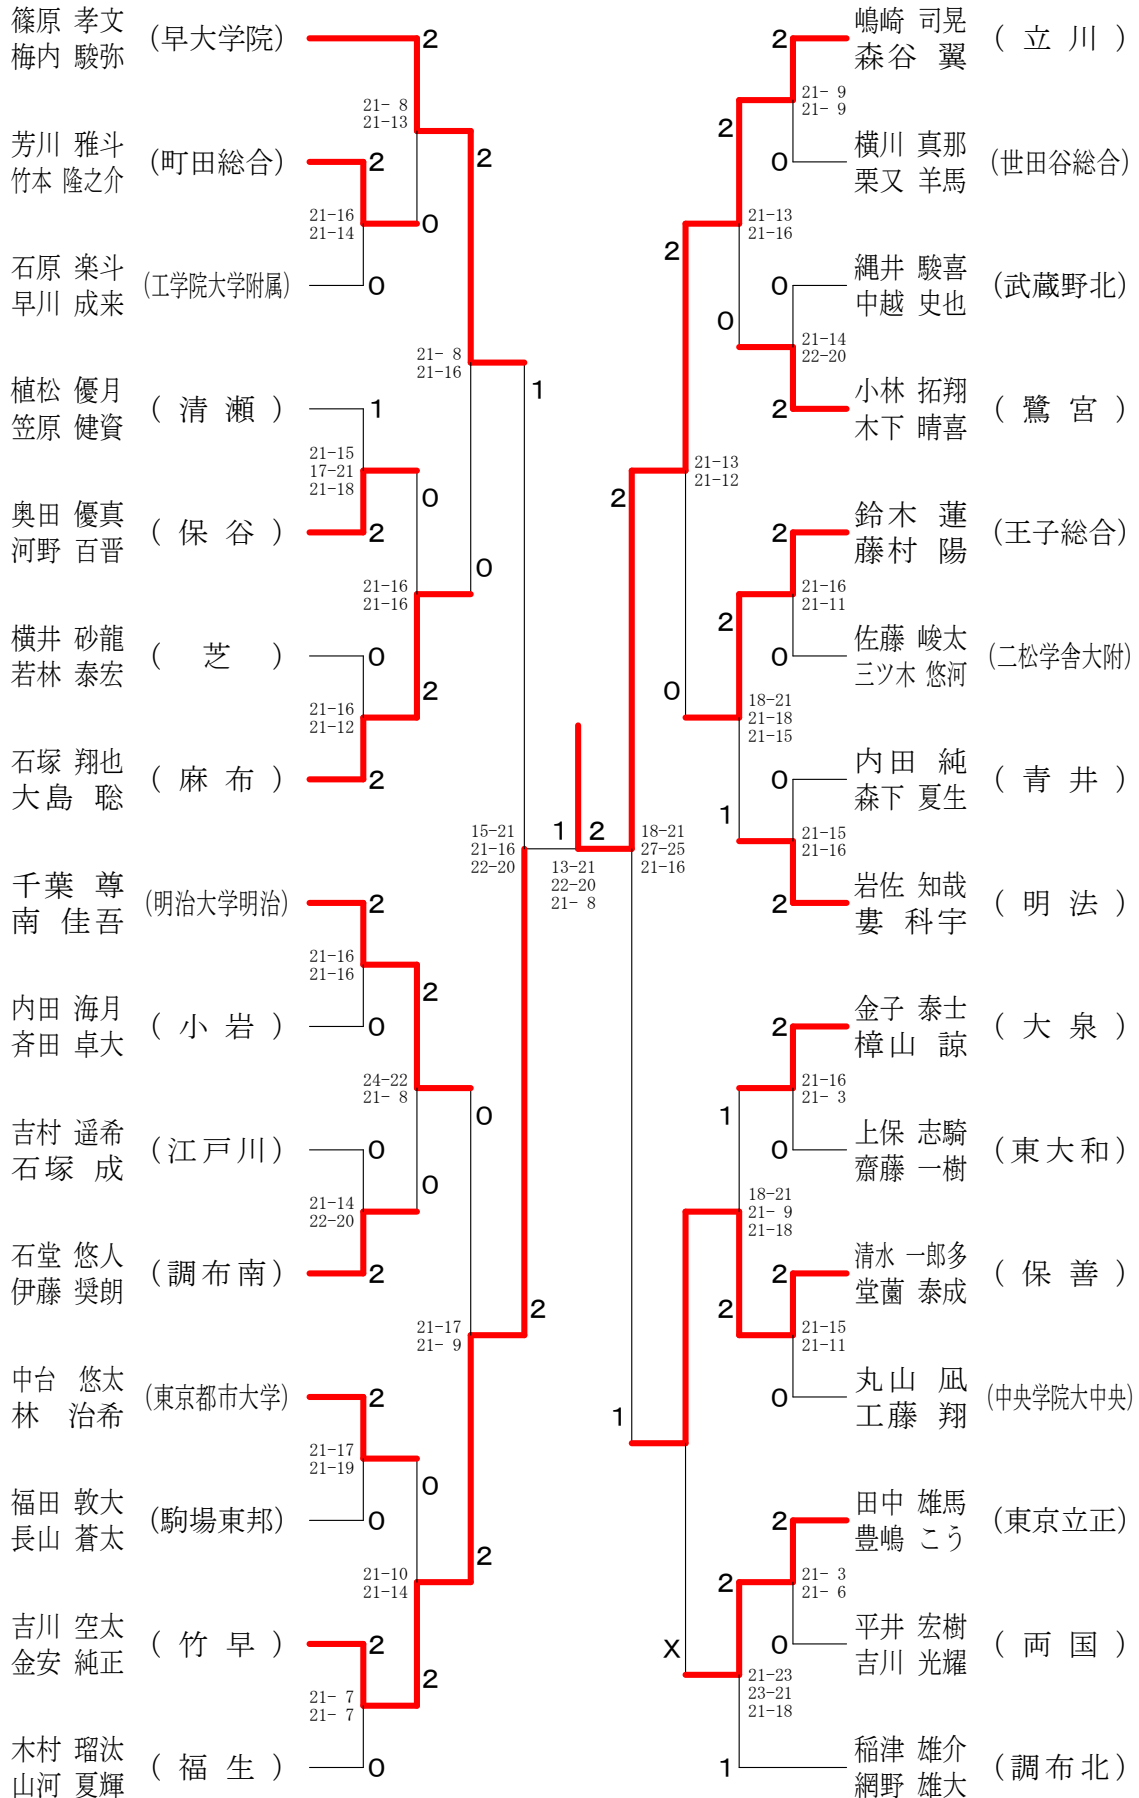 篠原 孝文
梅内 駿弥
(早大学院)
2
21- 8
21-13
2
芳川 雅斗
竹本 隆之介
(町田総合)
2
21-16
21-14
0
石原 楽斗
早川 成来
(工学院大学附属)
0
21- 8
21-16
1
植松 優月
笠原 健資
( 清 瀬 )
1
21-15
17-21
21-18
0
奥田 優真
河野 百晋
( 保 谷 )
2
21-16
21-16
0
横井 砂龍
若林 泰宏
( 芝 )
0
21-16
21-12
2
石塚 翔也
大島 聡
( 麻 布 )
2
15-21
21-16
22-20
1
千葉 尊
南 佳吾
(明治大学明治)
2
21-16
21-16
2
内田 海月
斉田 卓大
( 小 岩 )
0
24-22
21- 8
0
吉村 遥希
石塚 成
(江戸川)
0
21-14
22-20
0
石堂 悠人
伊藤 奨朗
(調布南)
2
21-17
21- 9
2
中台 悠太
林 治希
(東京都市大学)
2
21-17
21-19
0
福田 敦大
長山 蒼太
(駒場東邦)
0
21-10
21-14
2
吉川 空太
金安 純正
( 竹 早 )
2
21- 7
21- 7
2
木村 瑠汰
山河 夏輝
( 福 生 )
0
2
13-21
22-20
21- 8
嶋崎 司晃
森谷 翼
( 立 川 )
2
21- 9
21- 9
2
横川 真那
栗又 羊馬
(世田谷総合)
0
21-13
21-16
2
縄井 駿喜
中越 史也
(武蔵野北)
0
21-14
22-20
0
小林 拓翔
木下 晴喜
( 鷺 宮 )
2
21-13
21-12
2
鈴木 蓮
藤村 陽
(王子総合)
2
21-16
21-11
2
佐藤 峻太
三ツ木 悠河
(二松学舎大附)
0
18-21
21-18
21-15
0
内田 純
森下 夏生
( 青 井 )
0
21-15
21-16
1
岩佐 知哉
婁 科宇
( 明 法 )
2
18-21
27-25
21-16
金子 泰士
樟山 諒
( 大 泉 )
2
21-16
21- 3
1
上保 志騎
齋藤 一樹
(東大和)
0
18-21
21- 9
21-18
清水 一郎多
堂薗 泰成
( 保 善 )
2
21-15
21-11
2
丸山 凪
工藤 翔
(中央学院大中央)
0
1
田中 雄馬
豊嶋 こう
(東京立正)
2
21- 3
21- 6
2
平井 宏樹
吉川 光耀
( 両 国 )
0
X
21-23
23-21
21-18
稲津 雄介
網野 雄大
(調布北)
1